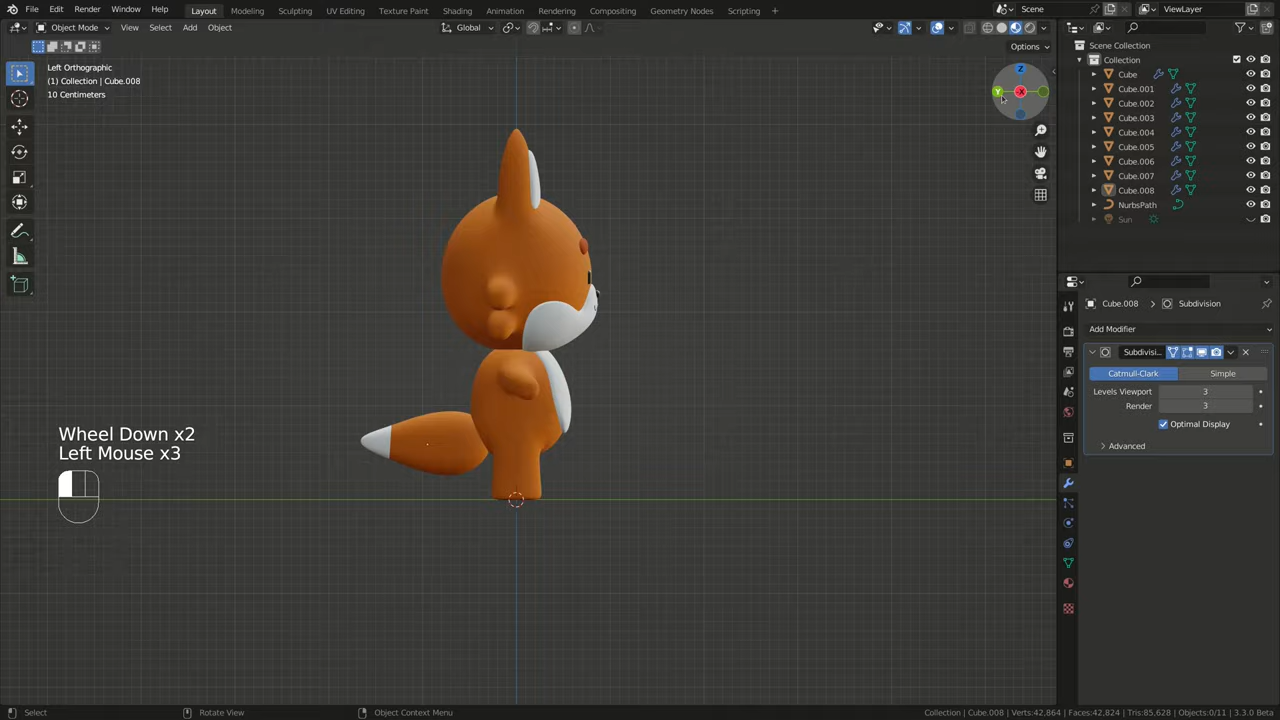 File Edit Render Window Help Layout Modeling Sculpting UV Editing Texture Paint Shading Animation Rendering Compositing Geometry Nodes Scripting + Scene ViewLayer
Object Mode View Select Add Object Global
Options
Left Orthographic
(1) Collection | Cube.008
10 Centimeters
Z
Y
X
Wheel Down x2
Left Mouse x3
Scene Collection
Collection
Cube
Cube.001
Cube.002
Cube.003
Cube.004
Cube.005
Cube.006
Cube.007
Cube.008
NurbsPath
Sun
Cube.008 > Subdivision
Add Modifier
Subdivisi...
Catmull-Clark Simple
Levels Viewport 3
Render 3
Optimal Display
Advanced
Select Rotate View Object Context Menu Collection | Cube.008 | Verts:42,864 | Faces:42,824 | Tris:85,628 | Objects:0/11 | 3.3.0 Beta